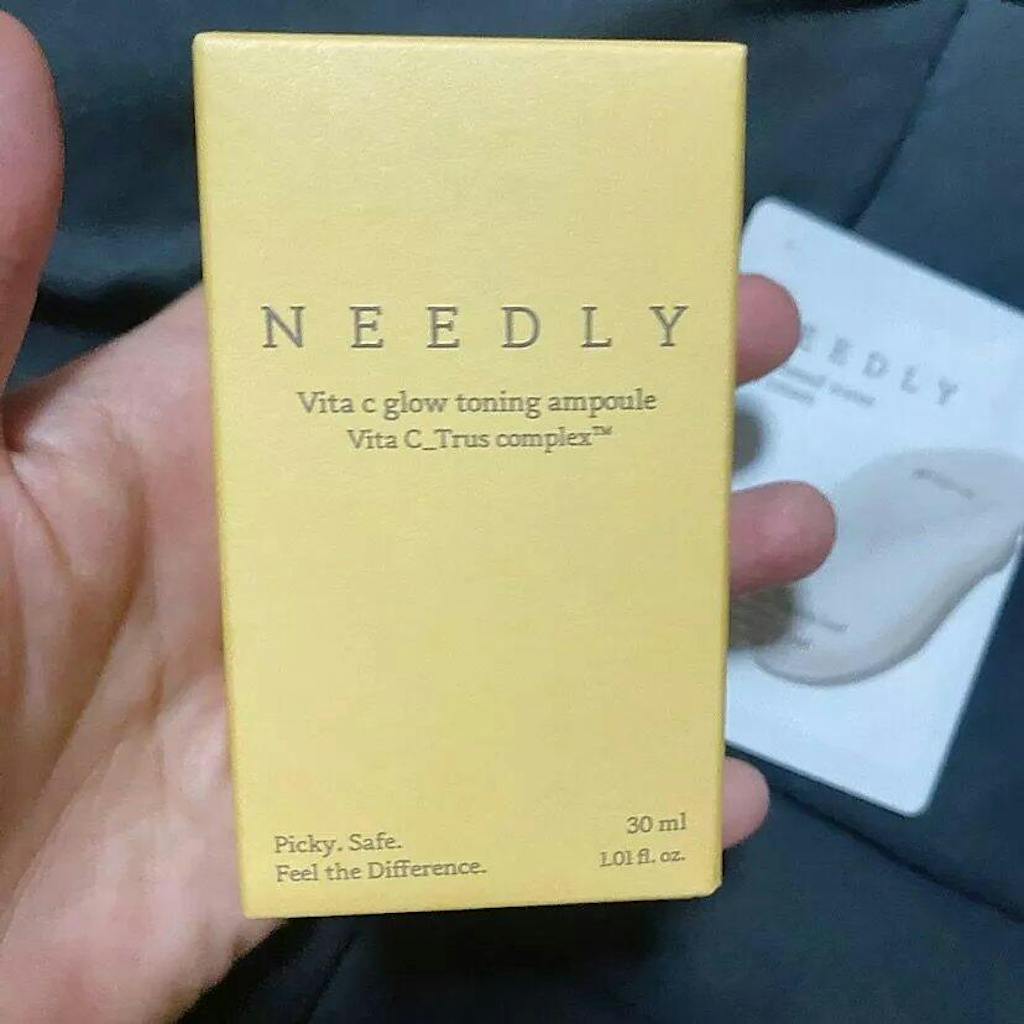 NEEDLY
Vita c glow toning ampoule
Vita C_Trus complex™
Picky. Safe.
Feel the Difference.
30 ml
1.01 fl. oz.
EEDLY